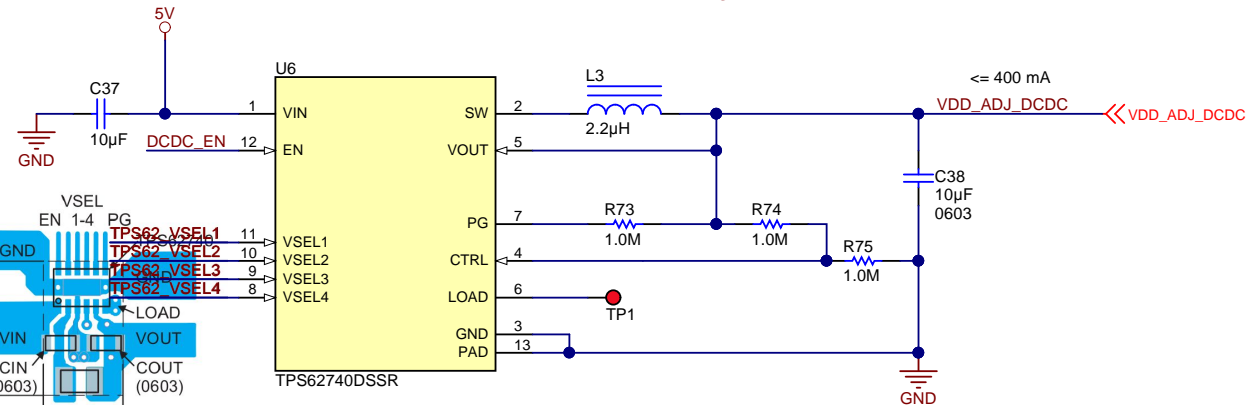 5V
C37
10µF
GND
DCDC_EN
U6
1
VIN
12
EN
11
VSEL1
10
VSEL2
9
VSEL3
8
VSEL4
SW
2
VOUT
5
PG
7
CTRL
4
LOAD
6
GND
3
PAD
13
TPS62740DSSR
L3
2.2µH
R73
1.0M
R74
1.0M
R75
1.0M
TP1
<= 400 mA
VDD_ADJ_DCDC
VDD_ADJ_DCDC
C38
10µF
0603
GND
VSEL
EN 1-4 PG
TPS62_VSEL1
TPS62740
TPS62_VSEL2
TPS62_VSEL3
GND
TPS62_VSEL4
GND
LOAD
VIN
VOUT
CIN
0603)
COUT
(0603)